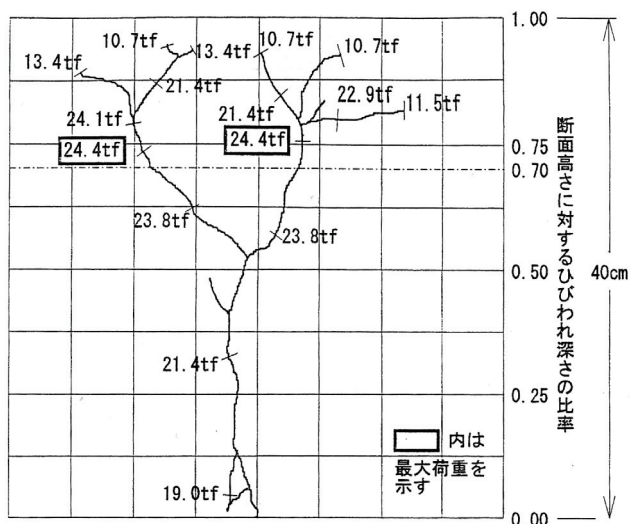 10.7tf
13.4tf
10.7tf
10.7tf
13.4tf
21.4tf
22.9tf
11.5tf
24.1tf
21.4tf
24.4tf
24.4tf
23.8tf
23.8tf
21.4tf
19.0tf
1.00
0.75
0.70
0.50
0.25
0.00
断面高さに対するひびわれ深さの比率
40cm
内は
最大荷重を
示す